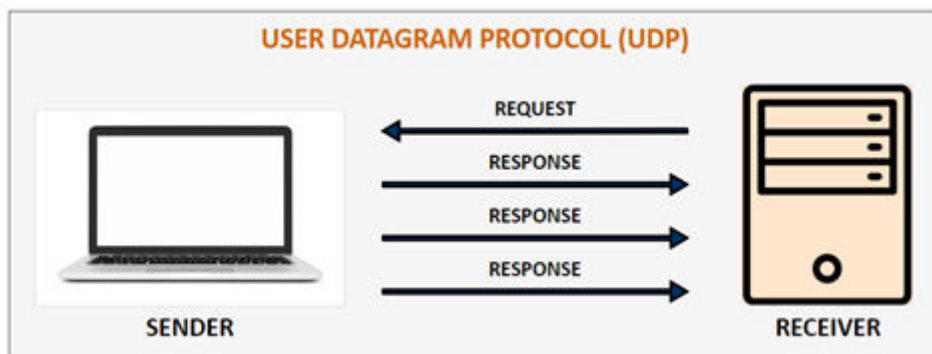 USER DATAGRAM PROTOCOL (UDP)
REQUEST
RESPONSE
RESPONSE
RESPONSE
SENDER
RECEIVER